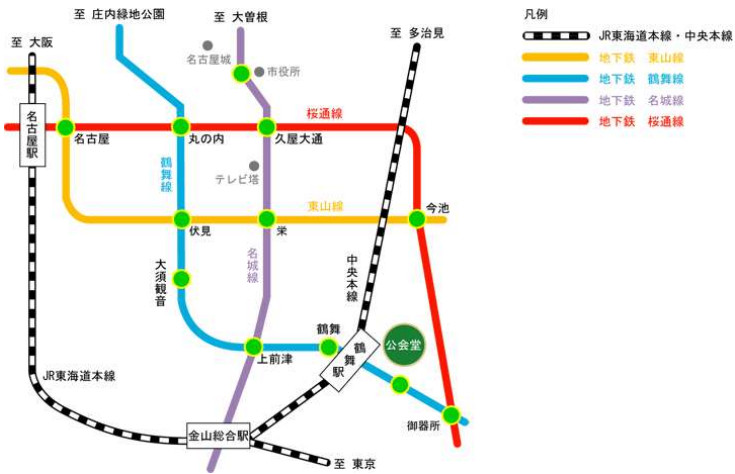 至 庄内緑地公園
至 大曽根
至 大阪
至 多治見
名古屋城
市役所
名古屋駅
名古屋
丸の内
久屋大通
桜通線
鶴舞線
テレビ塔
東山線
今池
伏見
栄
大須観音
名城線
中央本線
鶴舞
上前津
鶴舞駅
公会堂
JR東海道本線
御器所
金山総合駅
至 東京
凡例
JR東海道本線・中央本線
地下鉄 東山線
地下鉄 鶴舞線
地下鉄 名城線
地下鉄 桜通線